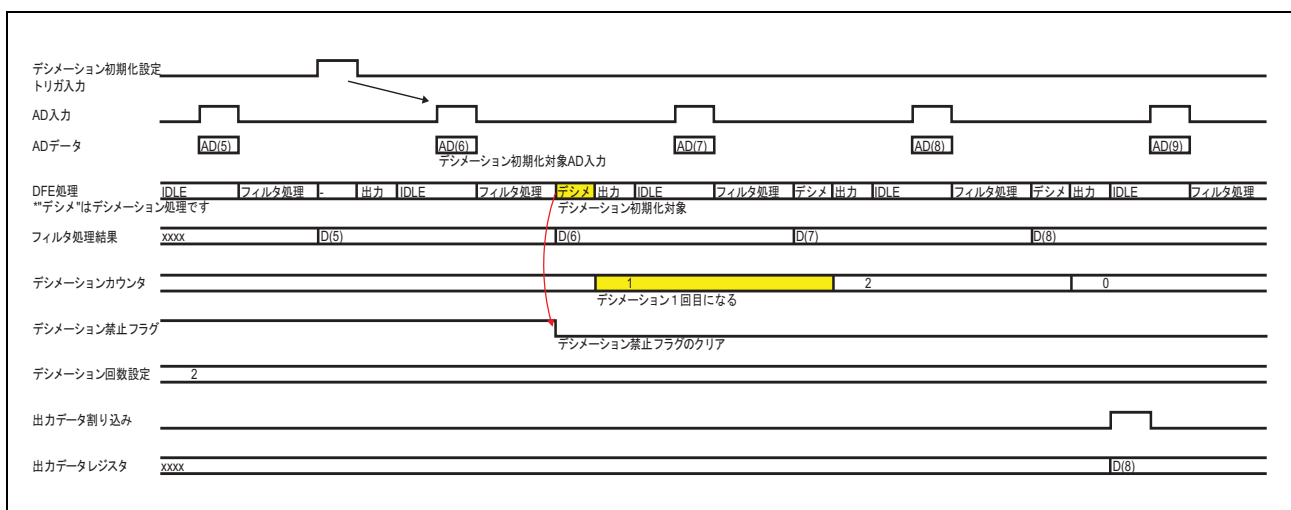 デシメーション初期化設定
トリガ入力
AD入力
ADデータ AD(5) AD(6) AD(7) AD(8) AD(9)
デシメーション初期化対象AD入力
DFE処理 IDLE フィルタ処理 - 出力 IDLE フィルタ処理 デシメ 出力 IDLE フィルタ処理 デシメ 出力 IDLE フィルタ処理 デシメ 出力 IDLE フィルタ処理
*"デシメ"はデシメーション処理です デシメーション初期化対象
フィルタ処理結果 xxxx D(5) D(6) D(7) D(8)
デシメーションカウンタ 1 2 0
デシメーション1回目になる
デシメーション禁止フラグ
デシメーション禁止フラグのクリア
デシメーション回数設定 2
出力データ割り込み
出力データレジスタ xxxx D(8)